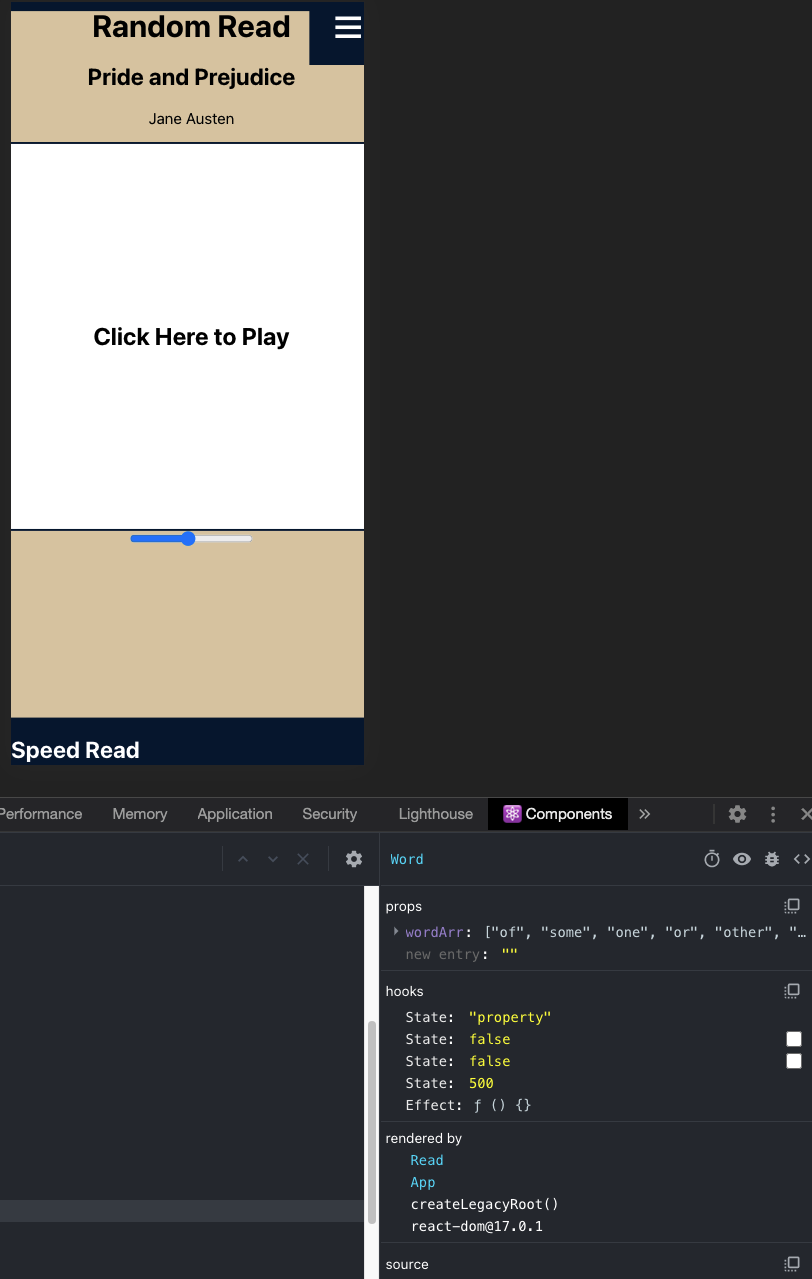 Random Read
Pride and Prejudice
Jane Austen
Click Here to Play
Speed Read
Performance Memory Application Security Lighthouse Components »
Word
props
wordArr: ["of", "some", "one", "or", "other", "…
new entry: ""
hooks
State: "property"
State: false
State: false
State: 500
Effect: ƒ () {}
rendered by
Read
App
createLegacyRoot()
react-dom@17.0.1
source